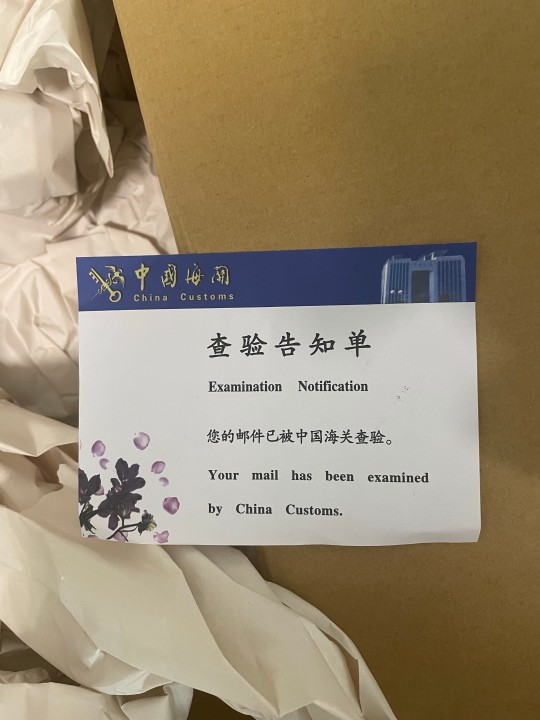 中國海關
China Customs
查验告知单
Examination Notification
您的邮件已被中国海关查验。
Your mail has been examined
by China Customs.